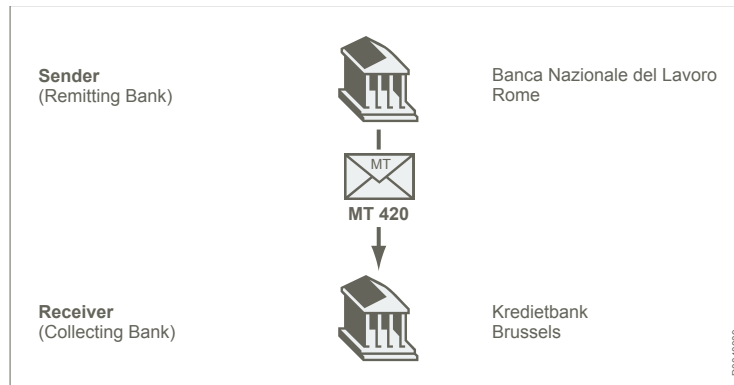 Sender
(Remitting Bank)
Banca Nazionale del Lavoro
Rome
MT
MT 420
Receiver
(Collecting Bank)
Kredietbank
Brussels